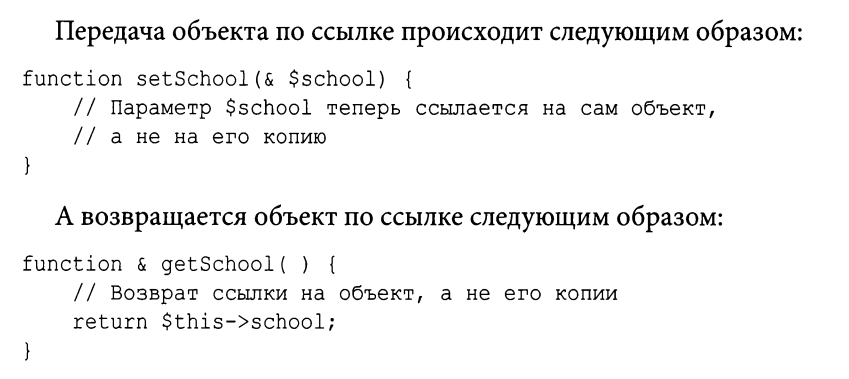 Передача объекта по ссылке происходит следующим образом:
function setSchool(& $school) {
    // Параметр $school теперь ссылается на сам объект,
    // а не на его копию
}
А возвращается объект по ссылке следующим образом:
function & getSchool( ) {
    // Возврат ссылки на объект, а не его копии
    return $this->school;
}